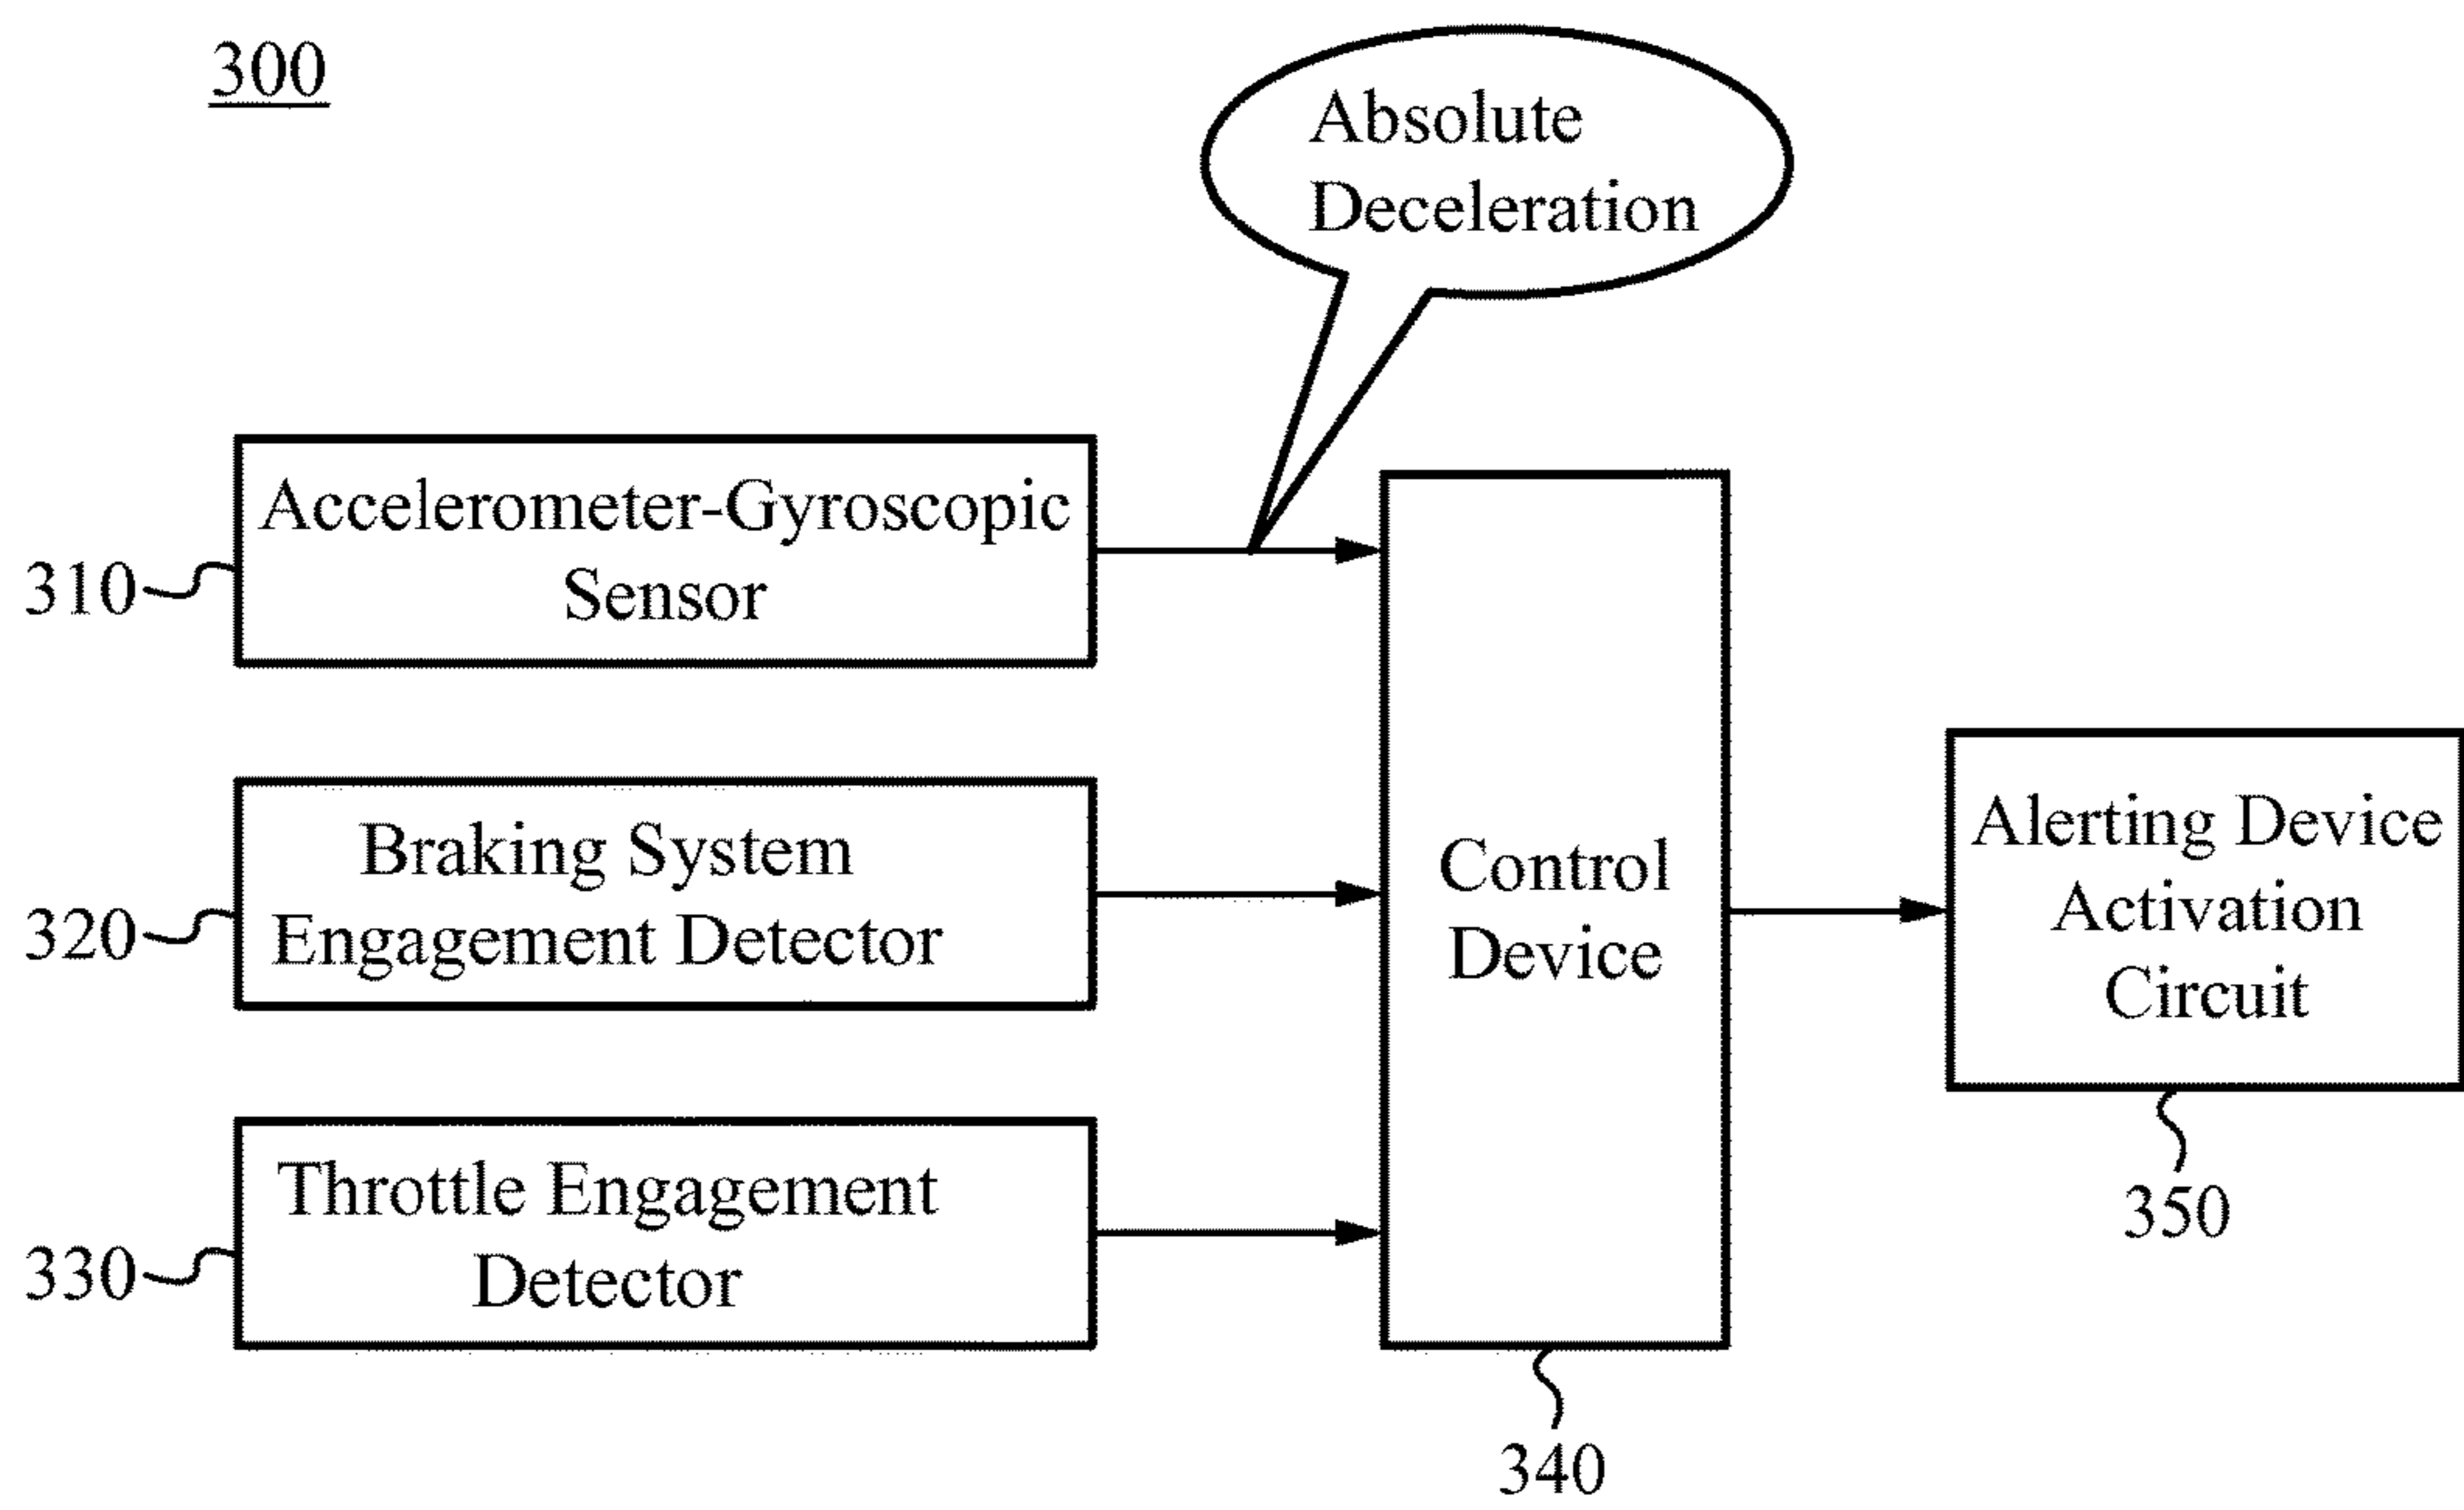 300
Absolute
Deceleration
Accelerometer-Gyroscopic
Sensor
310
Braking System
Engagement Detector
320
Throttle Engagement
Detector
330
Control
Device
340
Alerting Device
Activation
Circuit
350